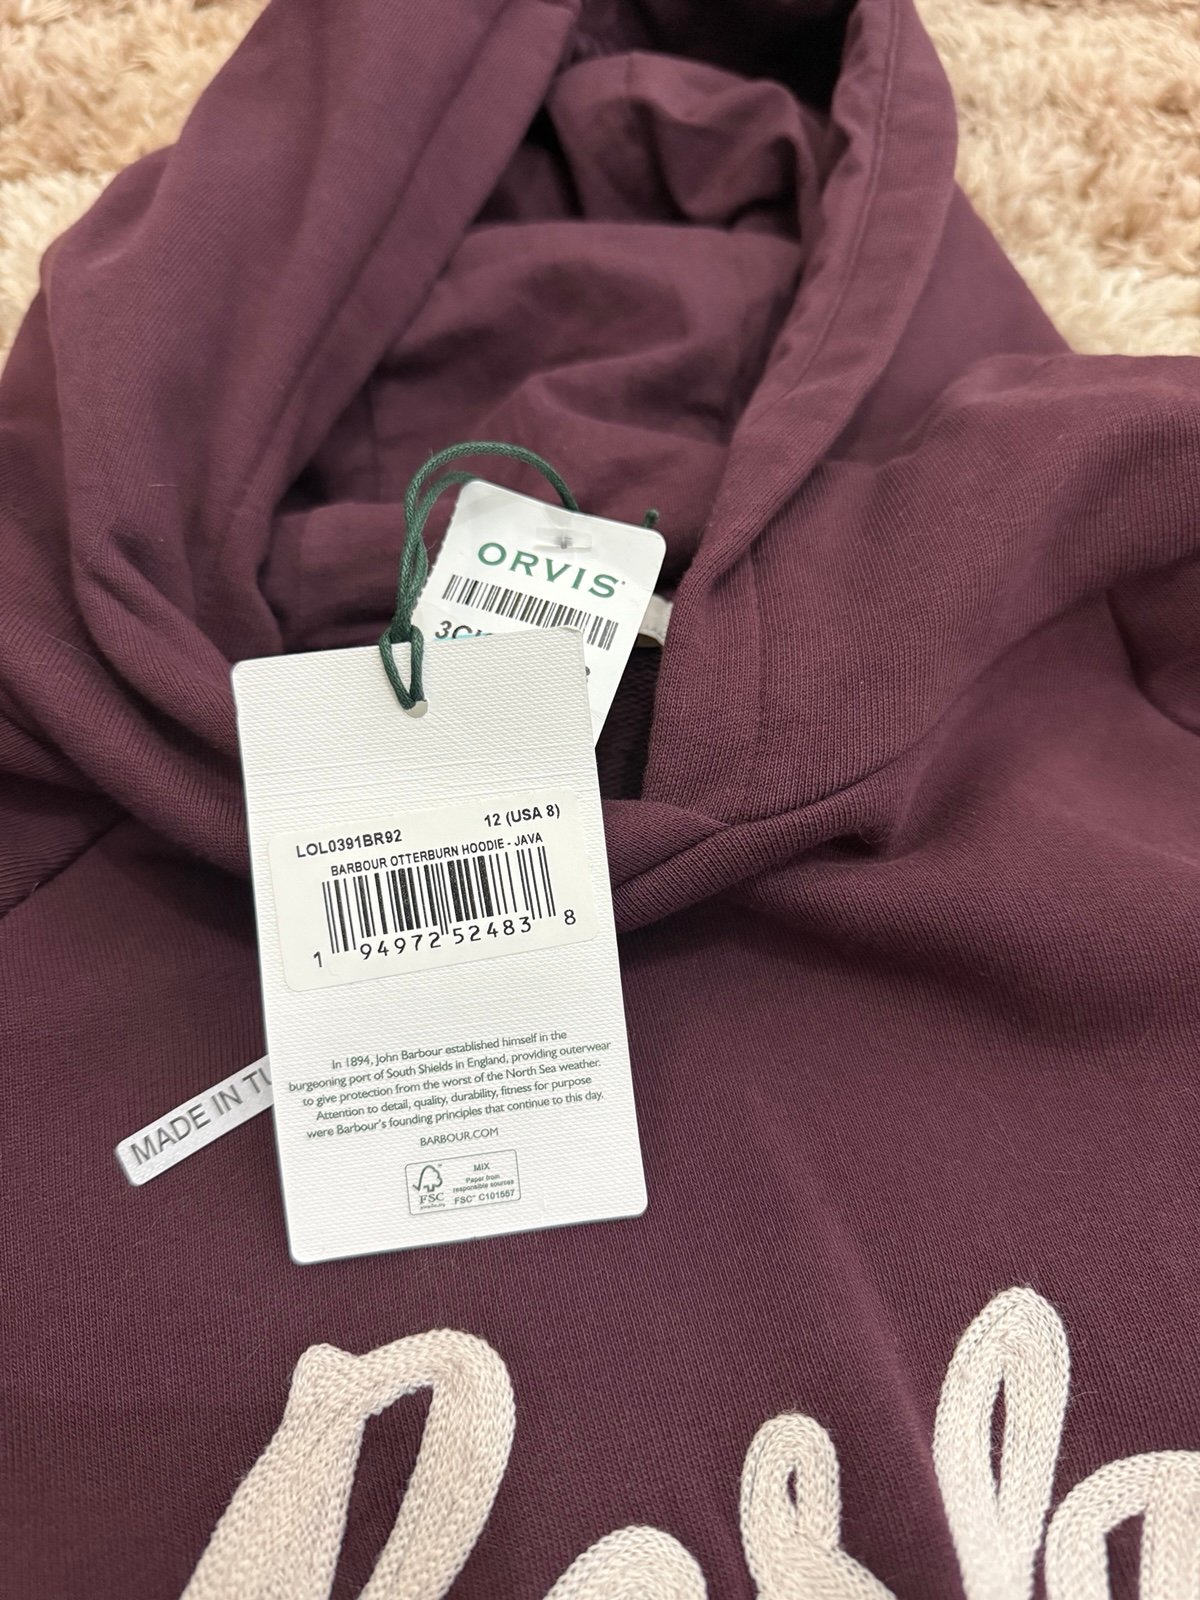 ORVIS
LOL0391BR92
12 (USA 8)
BARBOUR OTTERBURN HOODIE - JAVA
1 94972 52483 8
MADE IN
In 1894, John Barbour established himself in the
burgeoning port of South Shields in England, providing outerwear
to give protection from the worst of the North Sea weather.
Attention to detail, quality, durability, fitness for purpose
were Barbour's founding principles that continue to this day.
BARBOUR.COM
FSC
MIX
Paper from
responsible sources
FSC® C101557